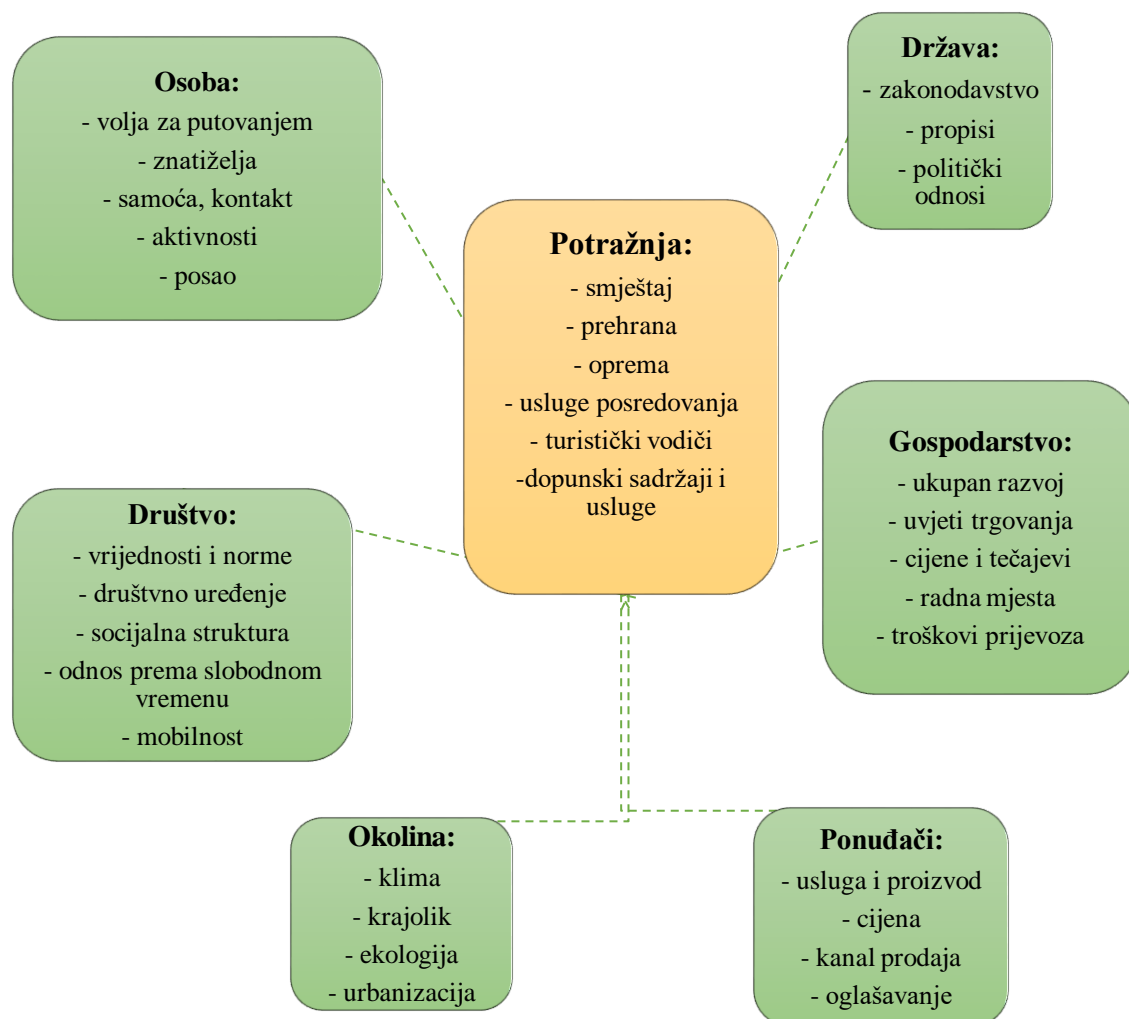 Osoba:
- volja za putovanjem
- znatiželja
- samoća, kontakt
- aktivnosti
- posao
Država:
- zakonodavstvo
- propisi
- politički
odnosi
Potražnja:
- smještaj
- prehrana
- oprema
- usluge posredovanja
- turistički vodiči
-dopunski sadržaji i
usluge
Društvo:
- vrijednosti i norme
- društvno uređenje
- socijalna struktura
- odnos prema slobodnom
vremenu
- mobilnost
Gospodarstvo:
- ukupan razvoj
- uvjeti trgovanja
- cijene i tečajevi
- radna mjesta
- troškovi prijevoza
Okolina:
- klima
- krajolik
- ekologija
- urbanizacija
Ponuđači:
- usluga i proizvod
- cijena
- kanal prodaja
- oglašavanje